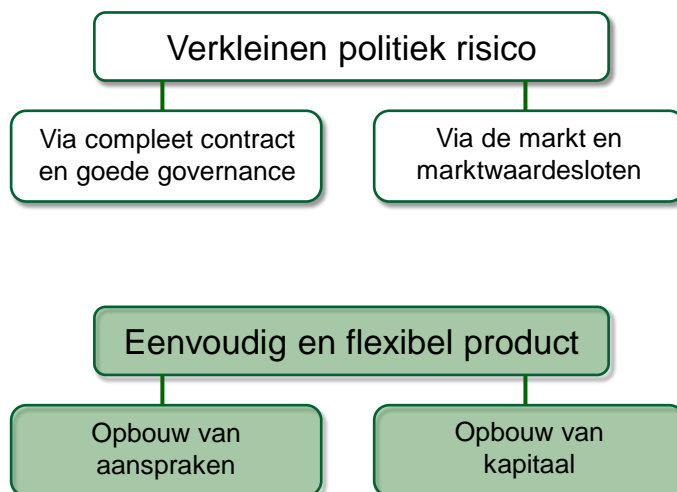 Verkleinen politiek risico
Via compleet contract
en goede governance
Via de markt en
marktwaardesloten
Eenvoudig en flexibel product
Opbouw van
aanspraken
Opbouw van
kapitaal